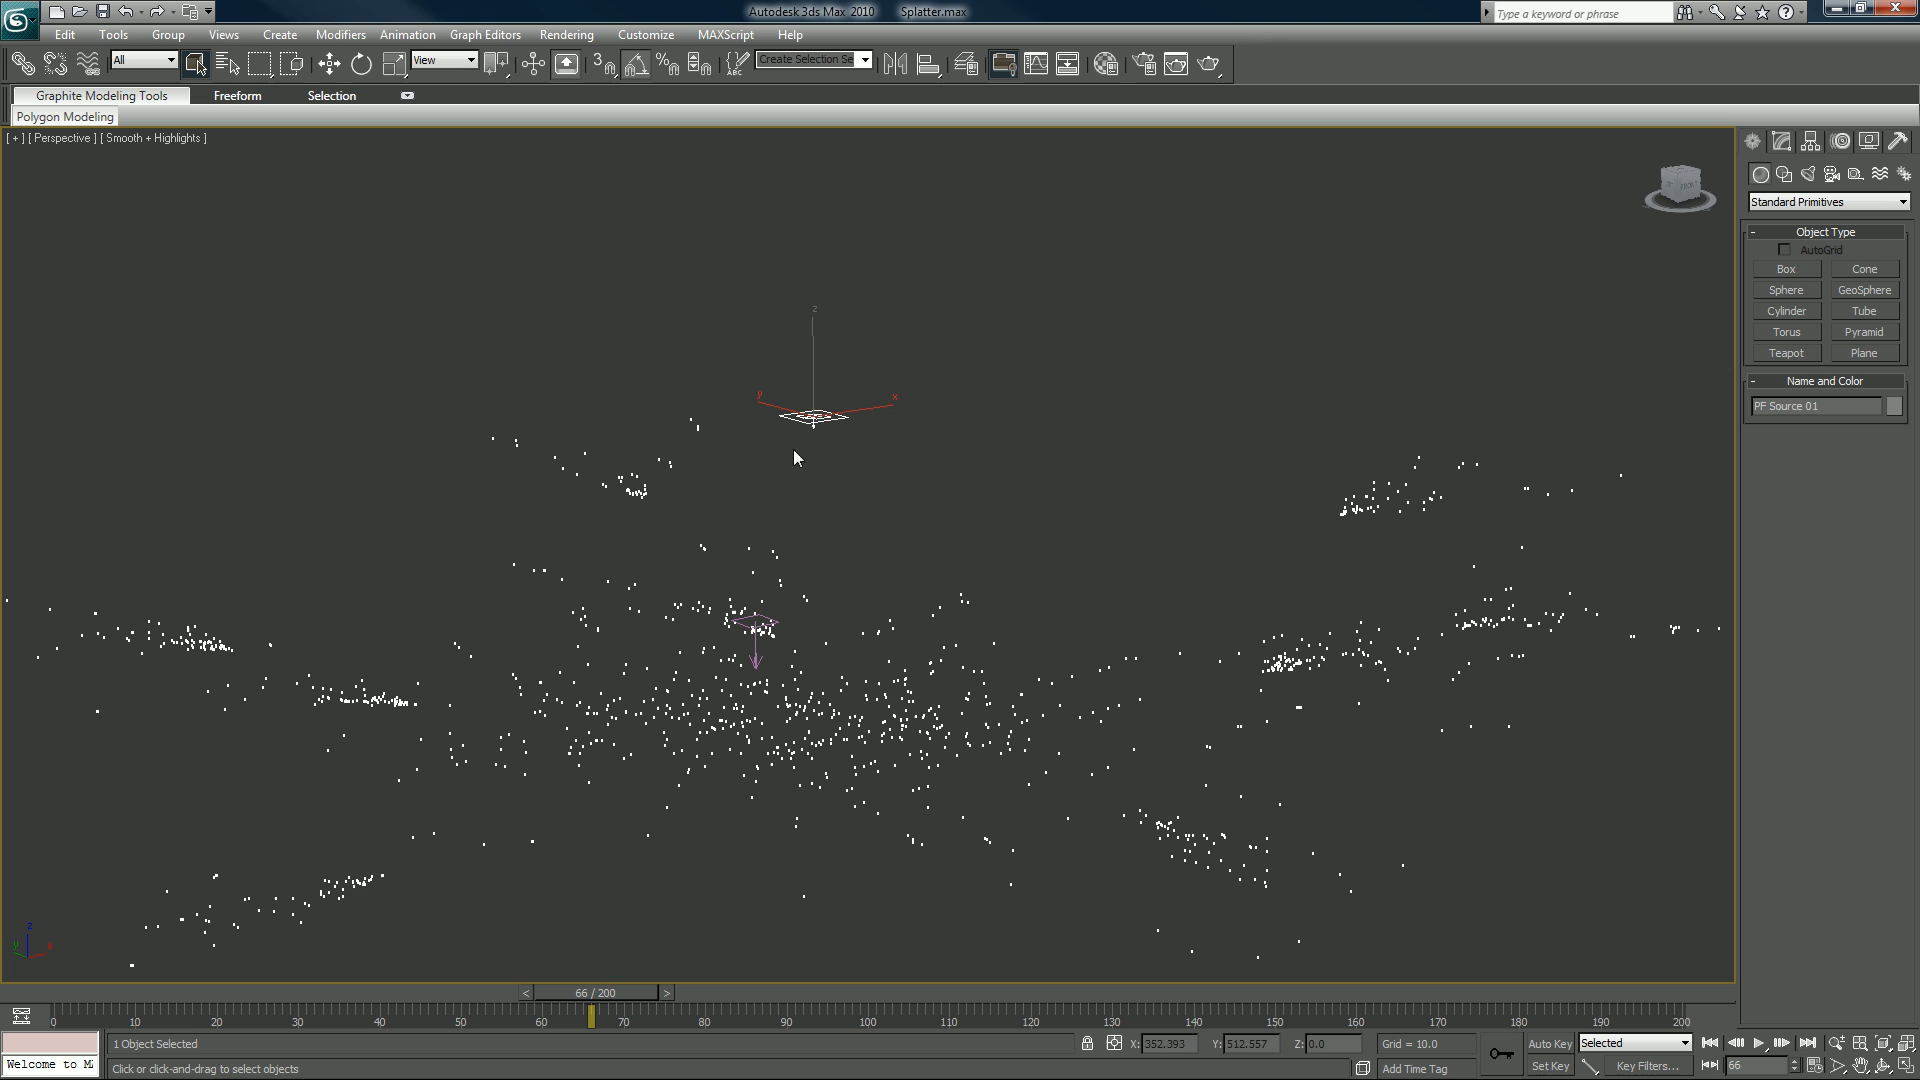 Autodesk 3ds Max 2010 Splatter.max
Type a keyword or phrase
Edit Tools Group Views Create Modifiers Animation Graph Editors Rendering Customize MAXScript Help
All View 3 ABC Create Selection Se
Graphite Modeling Tools Freeform Selection
Polygon Modeling
[ + ] [ Perspective ] [ Smooth + Highlights ]
FRONT
Standard Primitives
- Object Type
AutoGrid
Box Cone
Sphere GeoSphere
Cylinder Tube
Torus Pyramid
Teapot Plane
- Name and Color
PF Source 01
z
y x
z
y x
< 66 / 200 >
0 10 20 30 40 50 60 70 80 90 100 110 120 130 140 150 160 170 180 190 200
1 Object Selected X: 352.393 Y: 512.557 Z: 0.0 Grid = 10.0 Auto Key Selected
Welcome to M Click or click-and-drag to select objects Add Time Tag Set Key Key Filters... 66